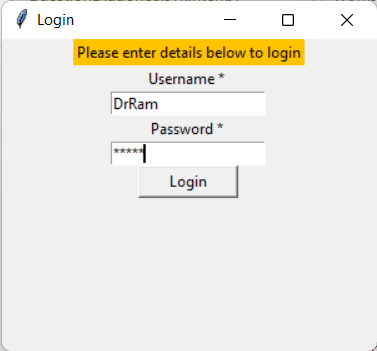 Login
Please enter details below to login
Username *
DrRam
Password *
*****
Login